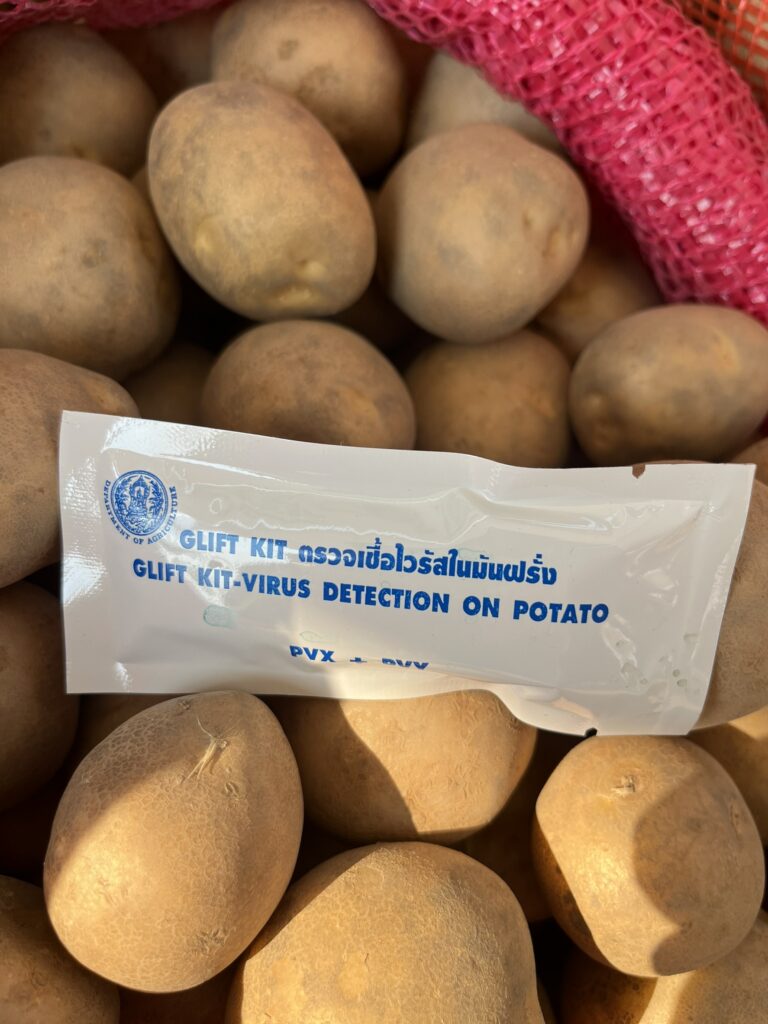 DEPARTMENT OF AGRICULTURE
GLIFT KIT ตรวจเชื้อไวรัสในมันฝรั่ง
GLIFT KIT-VIRUS DETECTION ON POTATO
PVX + PVY